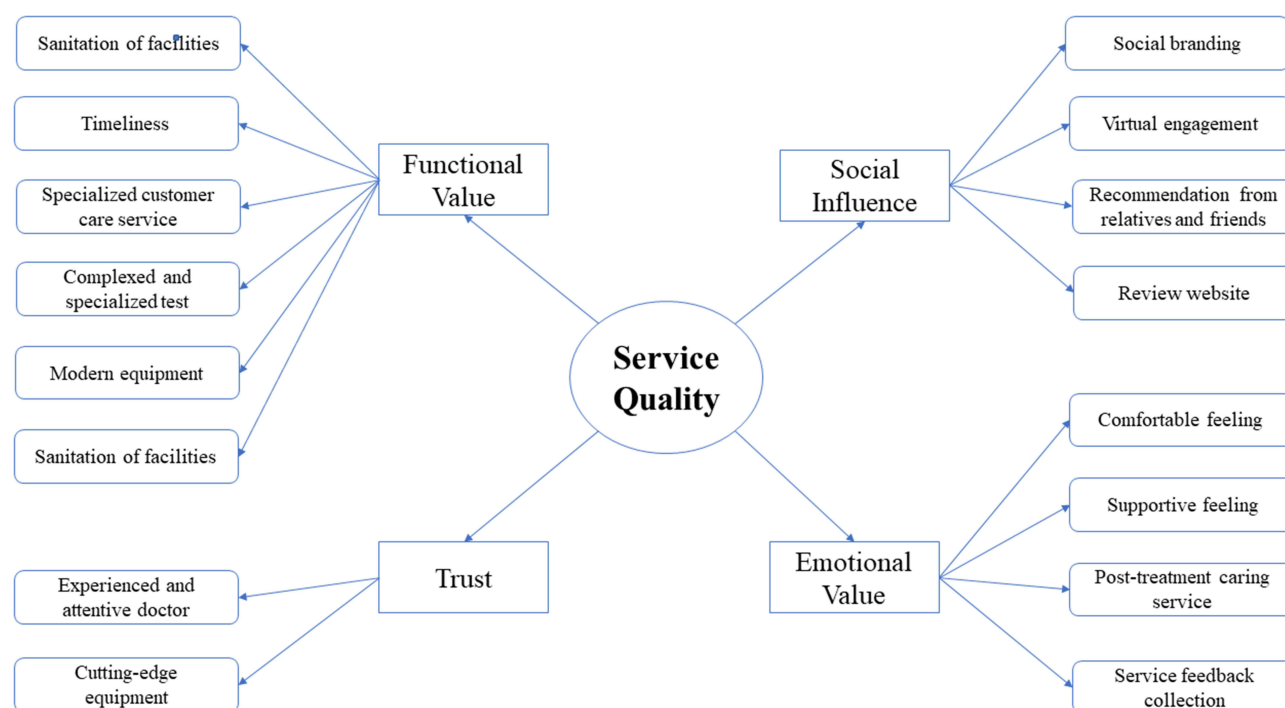 Sanitation of facilities
Timeliness
Specialized customer
care service
Complexed and
specialized test
Modern equipment
Sanitation of facilities
Functional
Value
Social
Influence
Social branding
Virtual engagement
Recommendation from
relatives and friends
Review website
Service
Quality
Trust
Experienced and
attentive doctor
Cutting-edge
equipment
Emotional
Value
Comfortable feeling
Supportive feeling
Post-treatment caring
service
Service feedback
collection